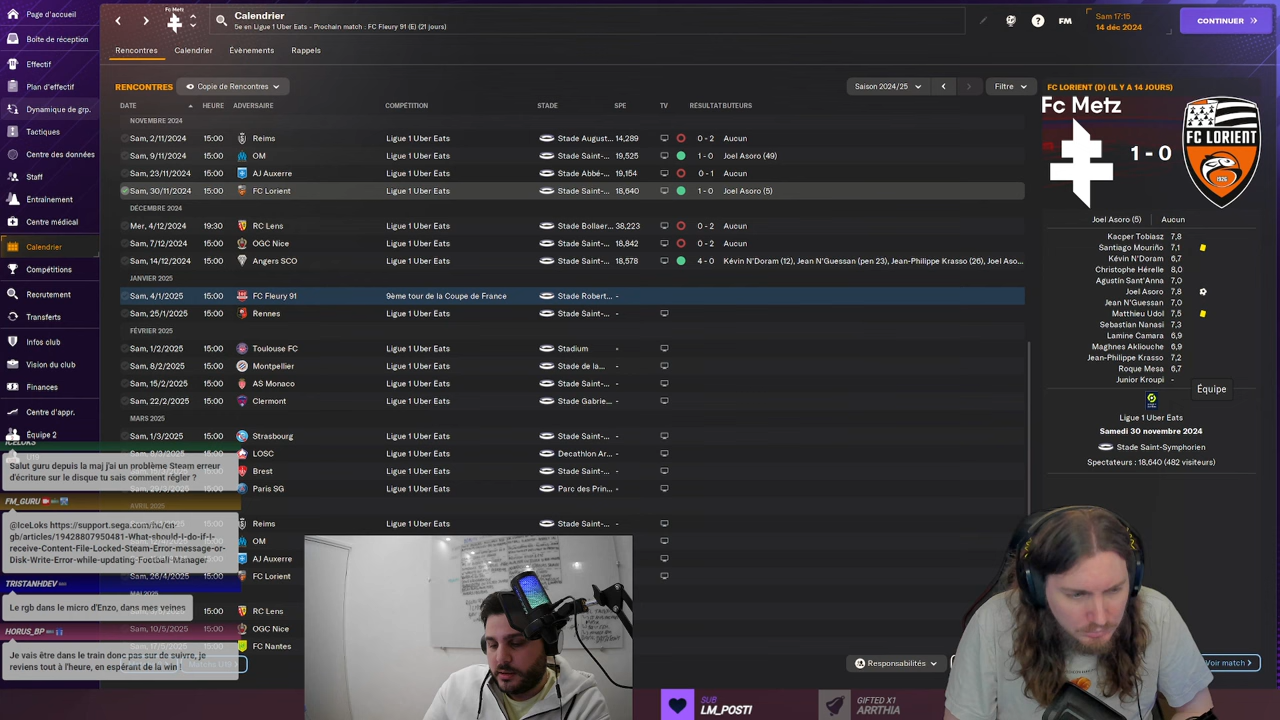 Page d'accueil
Boîte de réception
Effectif
Plan d'effectif
Dynamique de grp.
Tactiques
Centre des données
Staff
Entraînement
Centre médical
Calendrier
Compétitions
Recrutement
Transferts
Infos club
Vision du club
Finances
Centre d'appr.
Équipe 2
Fc Metz
Calendrier
5e en Ligue 1 Uber Eats - Prochain match : FC Fleury 91 (E) (21 jours)
FM
Sam 17:15
14 déc 2024
CONTINUER
Rencontres Calendrier Évènements Rappels
RENCONTRES Copie de Rencontres Saison 2024/25 Filtre
DATE HEURE ADVERSAIRE COMPÉTITION STADE SPE TV RÉSULTAT BUTEURS
NOVEMBRE 2024
Sam, 2/11/2024 15:00 Reims Ligue 1 Uber Eats Stade August... 14,289 0 - 2 Aucun
Sam, 9/11/2024 15:00 OM Ligue 1 Uber Eats Stade Saint-... 19,525 1 - 0 Joel Asoro (49)
Sam, 23/11/2024 15:00 AJ Auxerre Ligue 1 Uber Eats Stade Abbé-... 19,154 0 - 1 Aucun
Sam, 30/11/2024 15:00 FC Lorient Ligue 1 Uber Eats Stade Saint-... 18,640 1 - 0 Joel Asoro (5)
DÉCEMBRE 2024
Mer, 4/12/2024 19:30 RC Lens Ligue 1 Uber Eats Stade Bollaer... 38,223 0 - 2 Aucun
Sam, 7/12/2024 15:00 OGC Nice Ligue 1 Uber Eats Stade Saint-... 18,842 0 - 2 Aucun
Sam, 14/12/2024 15:00 Angers SCO Ligue 1 Uber Eats Stade Saint-... 18,578 4 - 0 Kévin N'Doram (12), Jean N'Guessan (pen 23), Jean-Philippe Krasso (26), Joel Aso...
JANVIER 2025
Sam, 4/1/2025 15:00 FC Fleury 91 9ème tour de la Coupe de France Stade Robert... -
Sam, 25/1/2025 15:00 Rennes Ligue 1 Uber Eats Stade Saint-... -
FÉVRIER 2025
Sam, 1/2/2025 15:00 Toulouse FC Ligue 1 Uber Eats Stadium -
Sam, 8/2/2025 15:00 Montpellier Ligue 1 Uber Eats Stade de la... -
Sam, 15/2/2025 15:00 AS Monaco Ligue 1 Uber Eats Stade Saint-... -
Sam, 22/2/2025 15:00 Clermont Ligue 1 Uber Eats Stade Gabrie... -
MARS 2025
Sam, 1/3/2025 15:00 Strasbourg Ligue 1 Uber Eats Stade Saint-... -
15:00 LOSC Ligue 1 Uber Eats Decathlon Ar... -
15:00 Brest Ligue 1 Uber Eats Stade Saint-... -
15:00 Paris SG Ligue 1 Uber Eats Parc des Prin... -
15:00 Reims Ligue 1 Uber Eats Stade Saint-... -
15:00 OM
15:00 AJ Auxerre
15:00 FC Lorient
15:00 RC Lens
15:00 OGC Nice
15:00 FC Nantes
Salut guru depuis la maj j'ai un problème Steam erreur
d'écriture sur le disque tu sais comment régler ?
FM_GURU
@IceLoks https://support.sega.com/hc/en-
gb/articles/19428807950481-What-should-I-do-if-I-
receive-Content-File-Locked-Steam-Error-message-or-
Disk-Write-Error-while-updating-Football-Manager
TRISTANHDEV
Le rgb dans le micro d'Enzo, dans mes veines
HORUS_BP
Je vais être dans le train donc pas sur de suivre, je
reviens tout à l'heure, en espérant de la win
FC LORIENT (D) (IL Y A 14 JOURS)
Fc Metz
1 - 0
FC LORIENT
1926
Joel Asoro (5) Aucun
Kacper Tobiasz 7,8
Santiago Mouriño 7,1
Kévin N'Doram 6,7
Christophe Hérelle 8,0
Agustín Sant'Anna 7,0
Joel Asoro 7,8
Jean N'Guessan 7,0
Matthieu Udol 7,5
Sebastian Nanasi 7,3
Lamine Camara 6,9
Maghnes Akliouche 6,9
Jean-Philippe Krasso 7,2
Roque Mesa 6,7
Junior Kroupi -
Équipe
Ligue 1 Uber Eats
Samedi 30 novembre 2024
Stade Saint-Symphorien
Spectateurs : 18,640 (482 visiteurs)
Responsabilités
Voir match
SUB
LM_POSTI
GIFTED X1
ARRTHIA